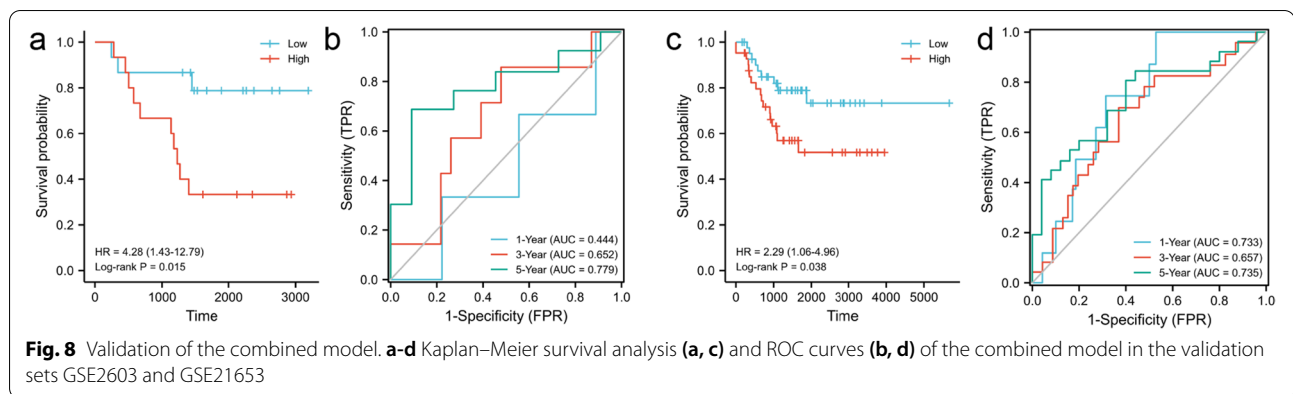 a
Survival probability
1.0
0.8
0.6
0.4
0.2
0.0
Low
High
HR = 4.28 (1.43-12.79)
Log-rank P = 0.015
0 1000 2000 3000
Time
b
Sensitivity (TPR)
1.0
0.8
0.6
0.4
0.2
0.0
1-Year (AUC = 0.444)
3-Year (AUC = 0.652)
5-Year (AUC = 0.779)
0.0 0.2 0.4 0.6 0.8 1.0
1-Specificity (FPR)
c
Survival probability
1.0
0.8
0.6
0.4
0.2
0.0
Low
High
HR = 2.29 (1.06-4.96)
Log-rank P = 0.038
0 1000 2000 3000 4000 5000
Time
d
Sensitivity (TPR)
1.0
0.8
0.6
0.4
0.2
0.0
1-Year (AUC = 0.733)
3-Year (AUC = 0.657)
5-Year (AUC = 0.735)
0.0 0.2 0.4 0.6 0.8 1.0
1-Specificity (FPR)
Fig. 8 Validation of the combined model. a-d Kaplan–Meier survival analysis (a, c) and ROC curves (b, d) of the combined model in the validation
sets GSE2603 and GSE21653